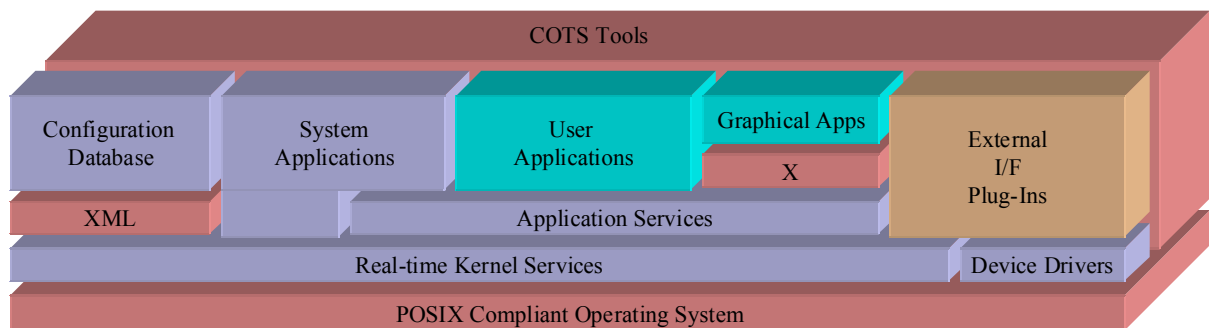 COTS Tools
Configuration
Database
System
Applications
User
Applications
Graphical Apps
X
External
I/F
Plug-Ins
XML
Application Services
Real-time Kernel Services
Device Drivers
POSIX Compliant Operating System